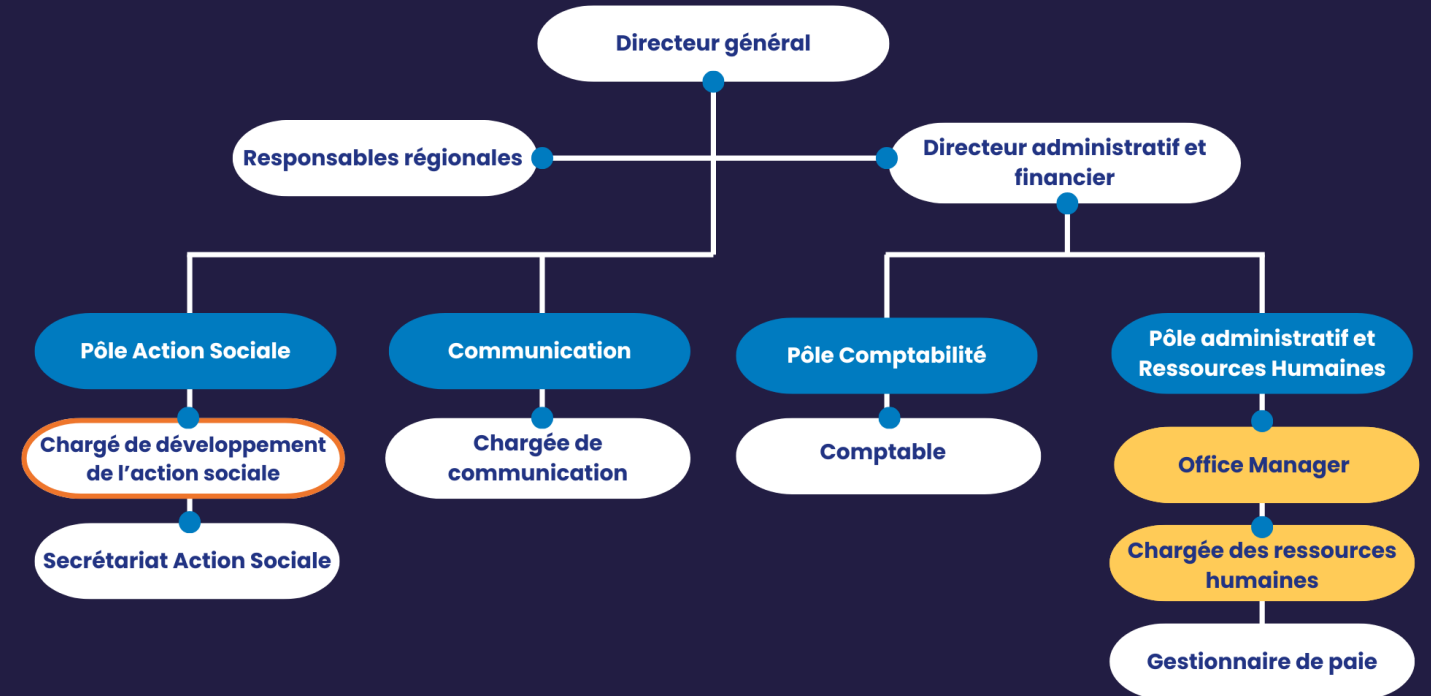 Directeur général
Responsables régionales
Directeur administratif et
financier
Pôle Action Sociale
Communication
Pôle Comptabilité
Pôle administratif et
Ressources Humaines
Chargé de développement
de l’action sociale
Chargée de
communication
Comptable
Office Manager
Secrétariat Action Sociale
Chargée des ressources
humaines
Gestionnaire de paie